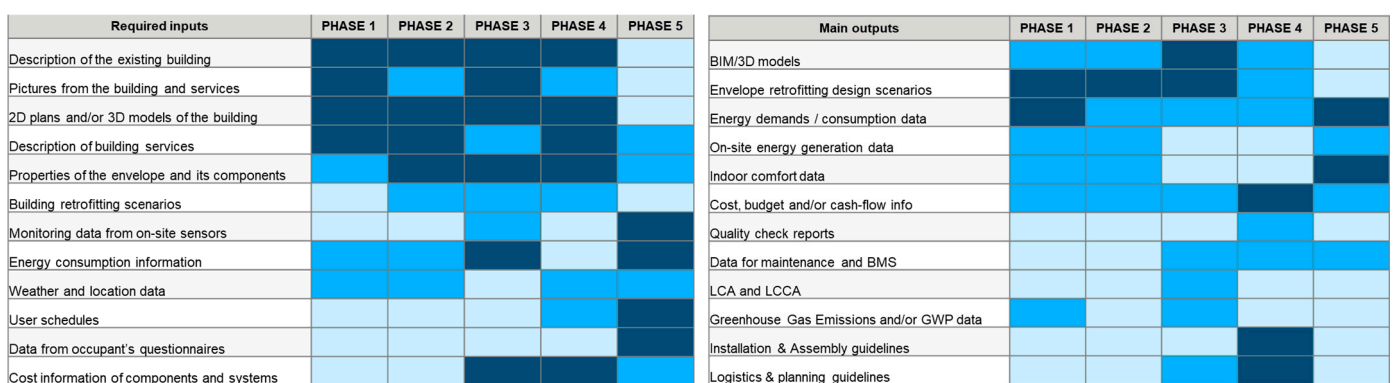 Required inputs PHASE 1 PHASE 2 PHASE 3 PHASE 4 PHASE 5
Description of the existing building
Pictures from the building and services
2D plans and/or 3D models of the building
Description of building services
Properties of the envelope and its components
Building retrofitting scenarios
Monitoring data from on-site sensors
Energy consumption information
Weather and location data
User schedules
Data from occupant's questionnaires
Cost information of components and systems
Main outputs PHASE 1 PHASE 2 PHASE 3 PHASE 4 PHASE 5
BIM/3D models
Envelope retrofitting design scenarios
Energy demands / consumption data
On-site energy generation data
Indoor comfort data
Cost, budget and/or cash-flow info
Quality check reports
Data for maintenance and BMS
LCA and LCCA
Greenhouse Gas Emissions and/or GWP data
Installation & Assembly guidelines
Logistics & planning guidelines